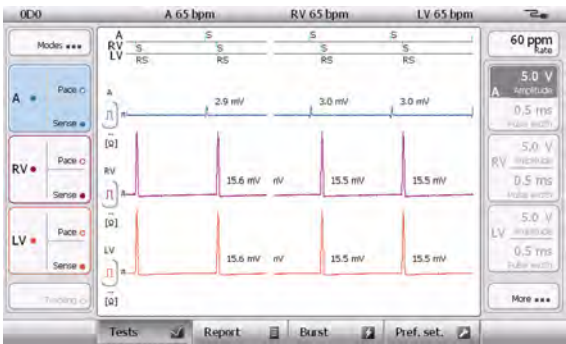 0D0 A 65 bpm RV 65 bpm LV 65 bpm
Modes
60 ppm
Rate
A
RV
LV
S S S S
S S S S
RS RS RS RS
A
Pace
Sense
RV
Pace
Sense
LV
Pace
Sense
Tracking
A
2.9 mV 3.0 mV 3.0 mV
[Ω]
RV
15.6 mV nV 15.5 mV 15.5 mV
[Ω]
LV
15.6 mV nV 15.5 mV 15.5 mV
[Ω]
5.0 V
A Amplitude
0.5 ms
Pulse width
5.0 V
RV Amplitude
0.5 ms
Pulse width
5.0 V
LV Amplitude
0.5 ms
Pulse width
More
Tests Report Burst Pref. set.